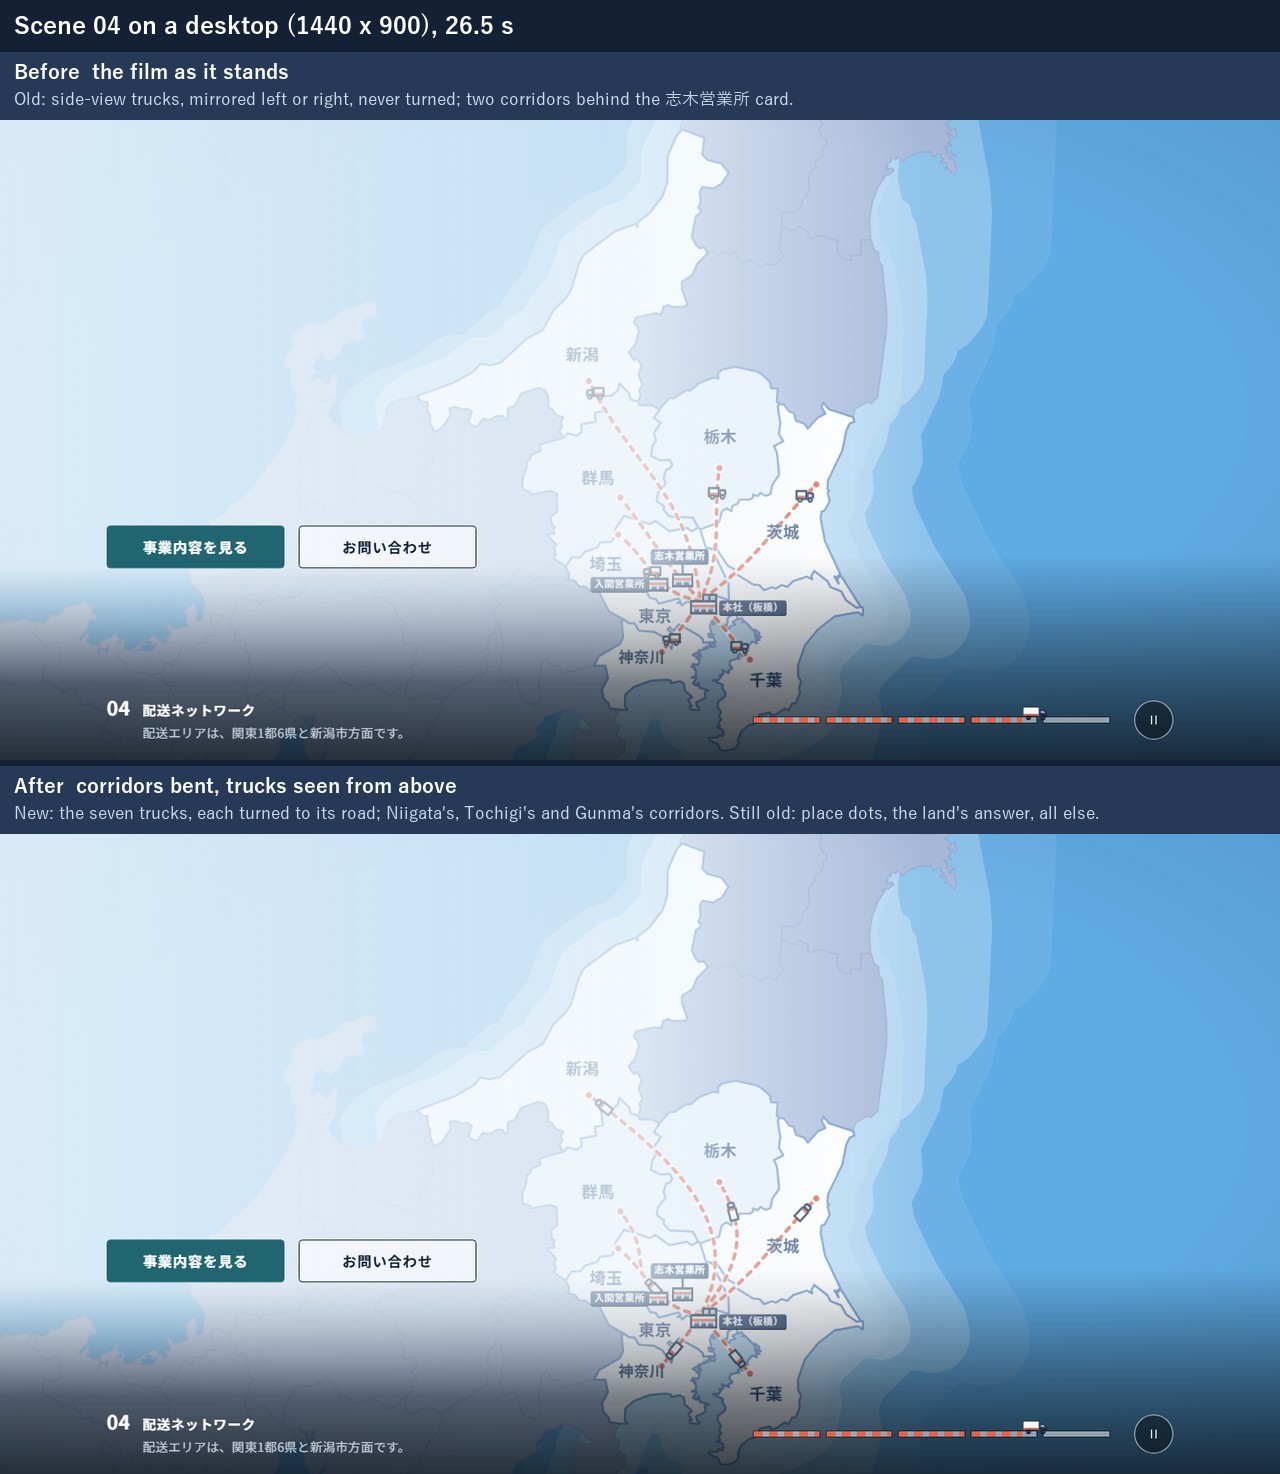 Scene 04 on a desktop (1440 x 900), 26.5 s
Before the film as it stands
Old: side-view trucks, mirrored left or right, never turned; two corridors behind the 志木営業所 card.
新潟
栃木
群馬
茨城
事業内容を見る
お問い合わせ
志木営業所
埼玉
入間営業所
本社（板橋）
東京
神奈川
千葉
04 配送ネットワーク
配送エリアは、関東1都6県と新潟市方面です。
After corridors bent, trucks seen from above
New: the seven trucks, each turned to its road; Niigata's, Tochigi's and Gunma's corridors. Still old: place dots, the land's answer, all else.
新潟
栃木
群馬
茨城
事業内容を見る
お問い合わせ
志木営業所
埼玉
入間営業所
本社（板橋）
東京
神奈川
千葉
04 配送ネットワーク
配送エリアは、関東1都6県と新潟市方面です。